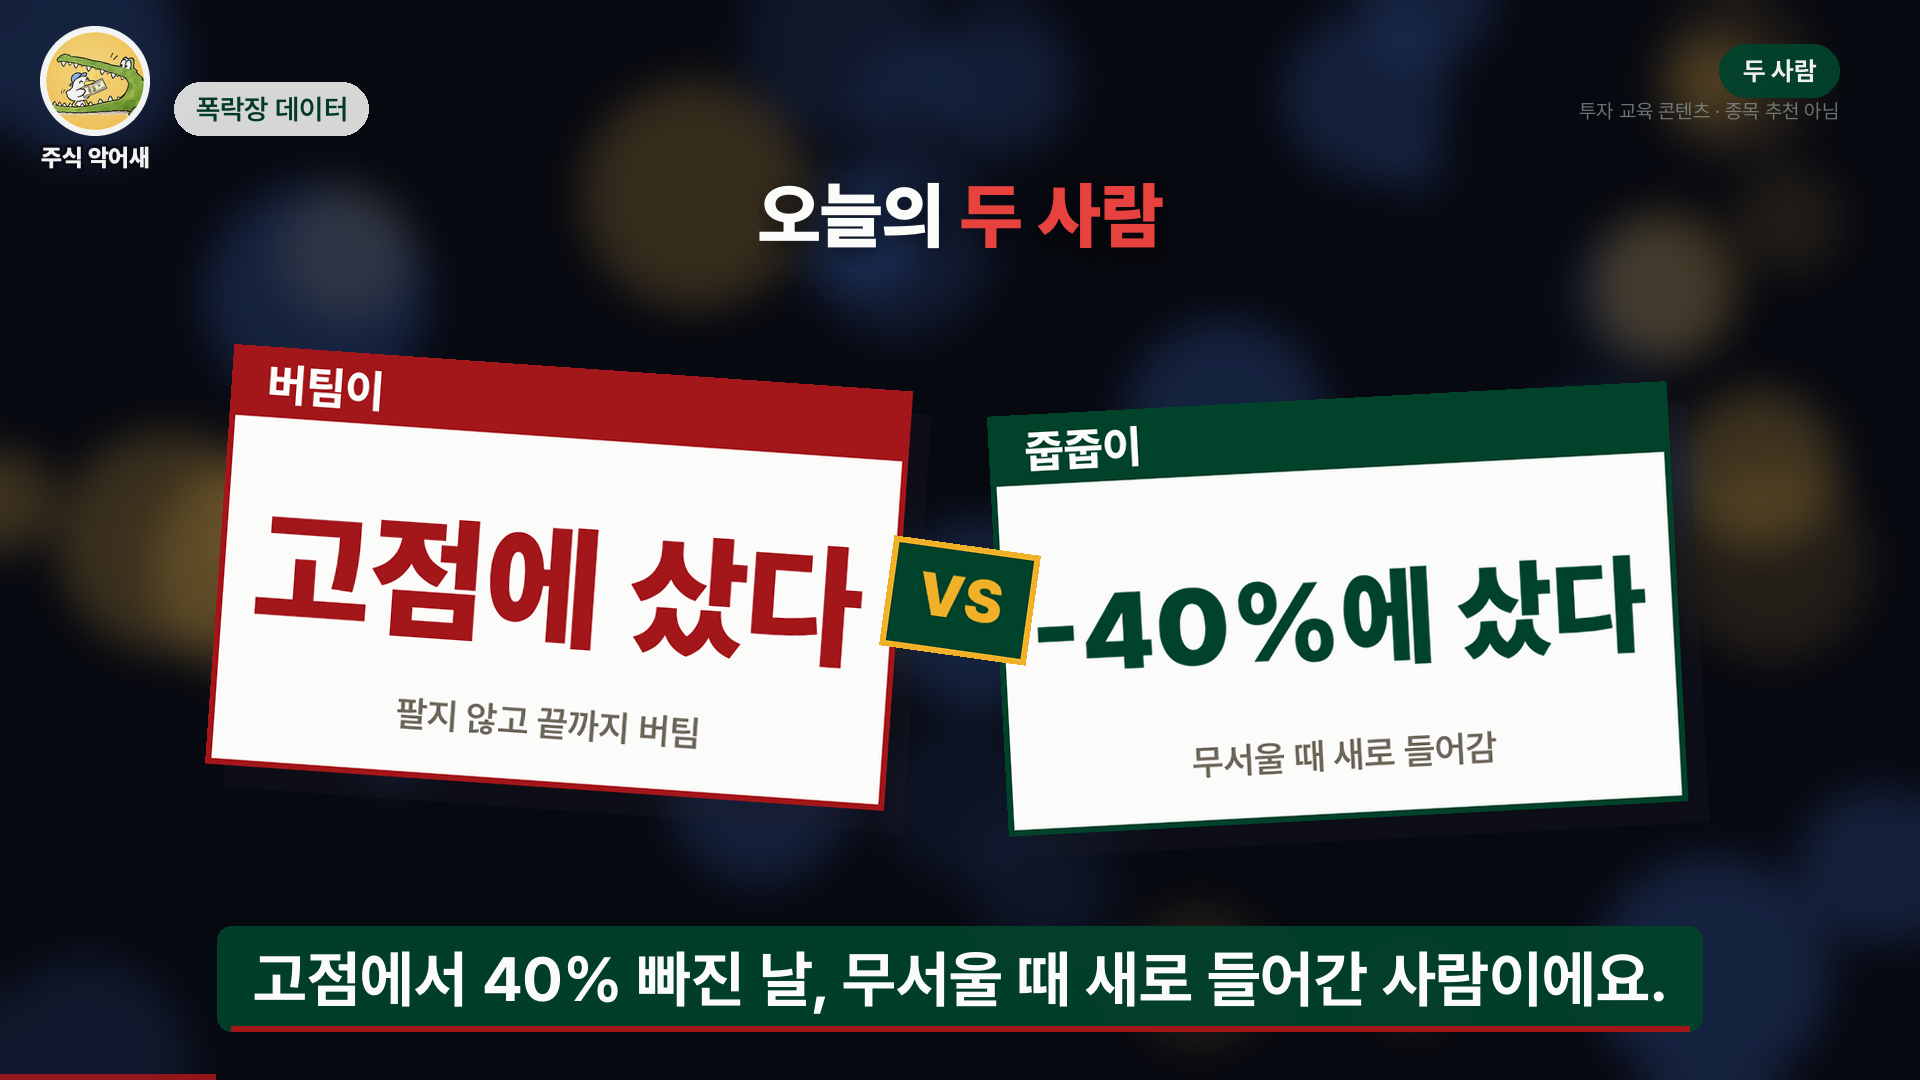 주식 악어새
폭락장 데이터
두 사람
투자 교육 콘텐츠 · 종목 추천 아님
오늘의 두 사람
버팀이
고점에 샀다
팔지 않고 끝까지 버팀
VS
줍줍이
-40%에 샀다
무서울 때 새로 들어감
고점에서 40% 빠진 날, 무서울 때 새로 들어간 사람이에요.